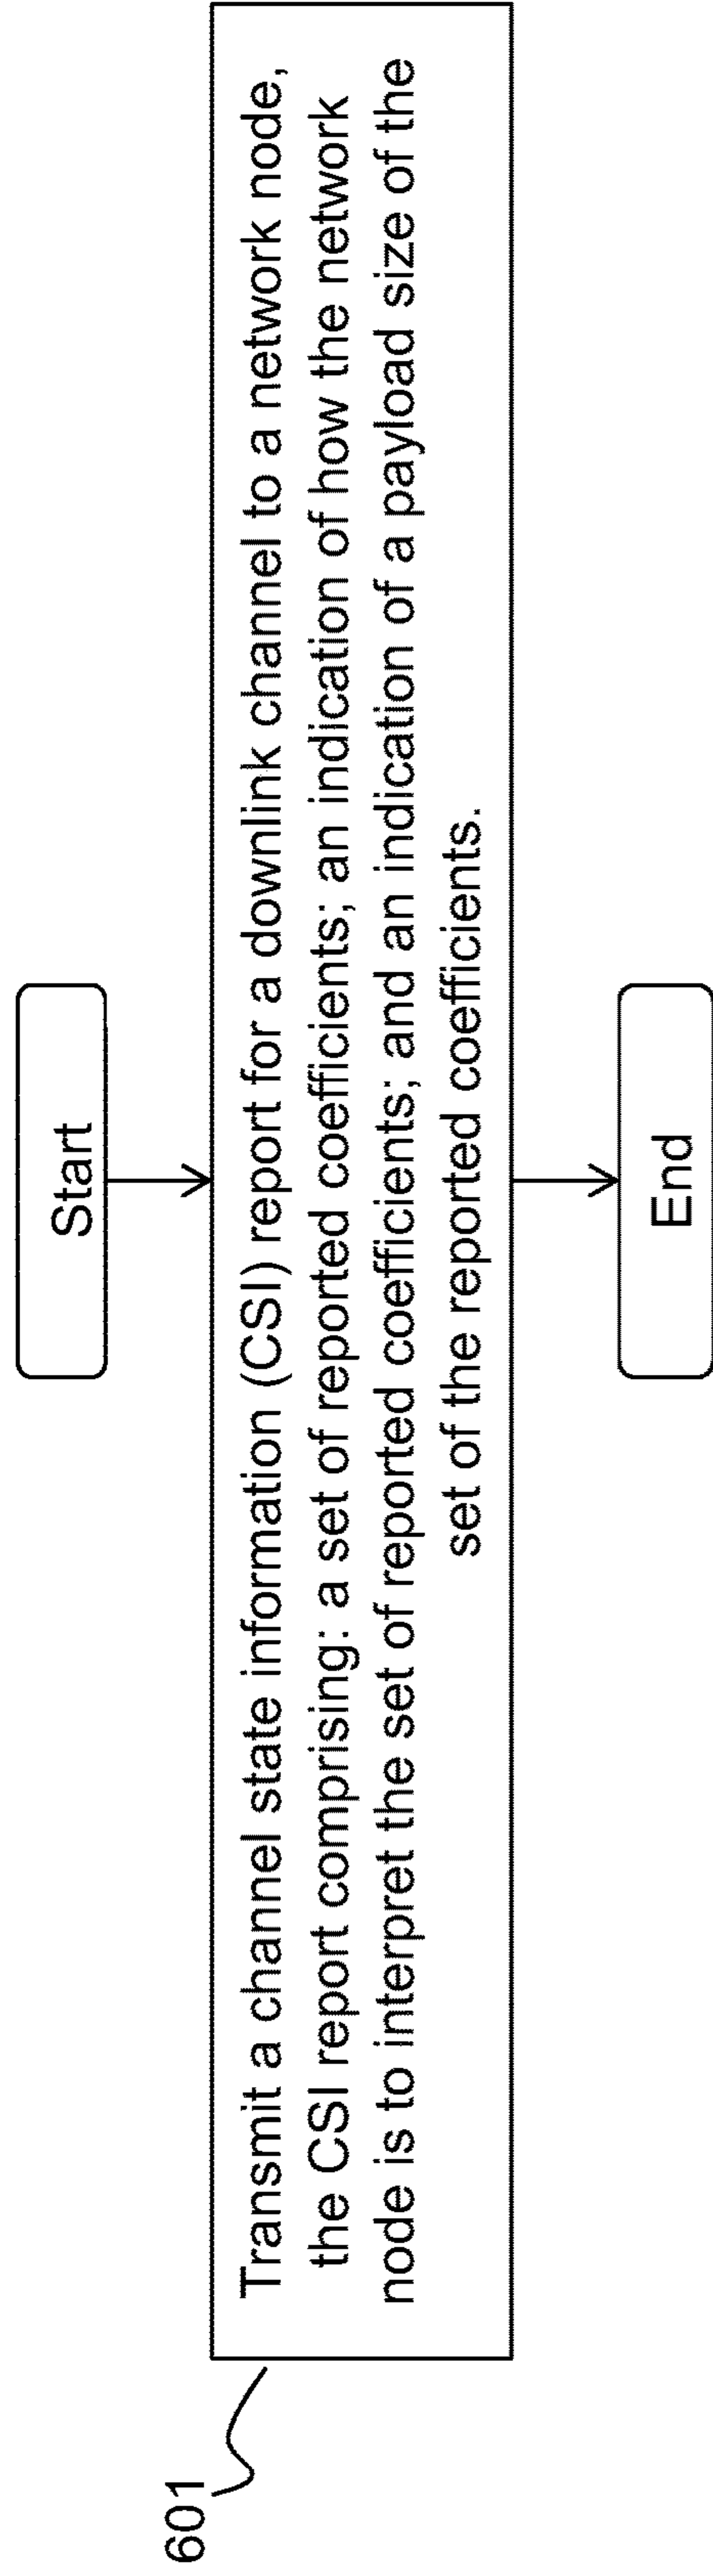 Start
601
Transmit a channel state information (CSI) report for a downlink channel to a network node,
the CSI report comprising: a set of reported coefficients; an indication of how the network
node is to interpret the set of reported coefficients; and an indication of a payload size of the
set of the reported coefficients.
End